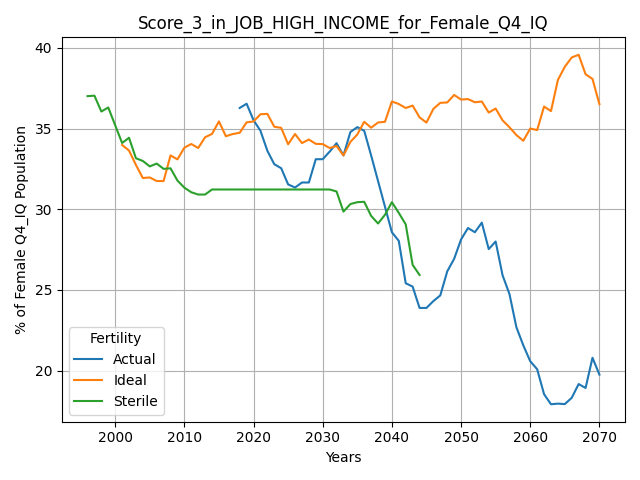 Score_3_in_JOB_HIGH_INCOME_for_Female_Q4_IQ
% of Female Q4_IQ Population
40
35
30
25
20
Fertility
Actual
Ideal
Sterile
2000 2010 2020 2030 2040 2050 2060 2070
Years